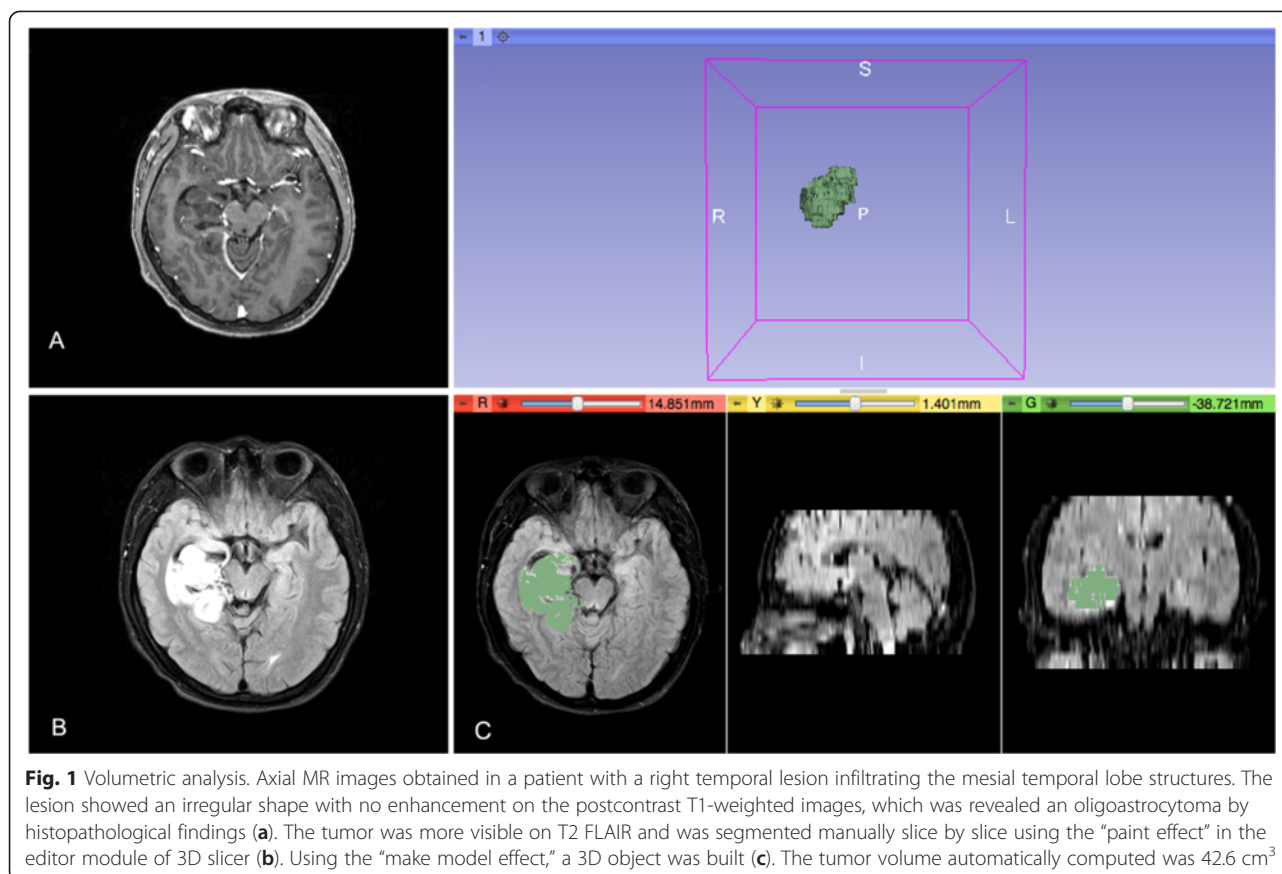 1
S
R
P
L
I
A
R 14.851mm
Y 1.401mm
G -38.721mm
B
C
Fig. 1 Volumetric analysis. Axial MR images obtained in a patient with a right temporal lesion infiltrating the mesial temporal lobe structures. The
lesion showed an irregular shape with no enhancement on the postcontrast T1-weighted images, which was revealed an oligoastrocytoma by
histopathological findings (a). The tumor was more visible on T2 FLAIR and was segmented manually slice by slice using the “paint effect” in the
editor module of 3D slicer (b). Using the “make model effect,” a 3D object was built (c). The tumor volume automatically computed was 42.6 cm³